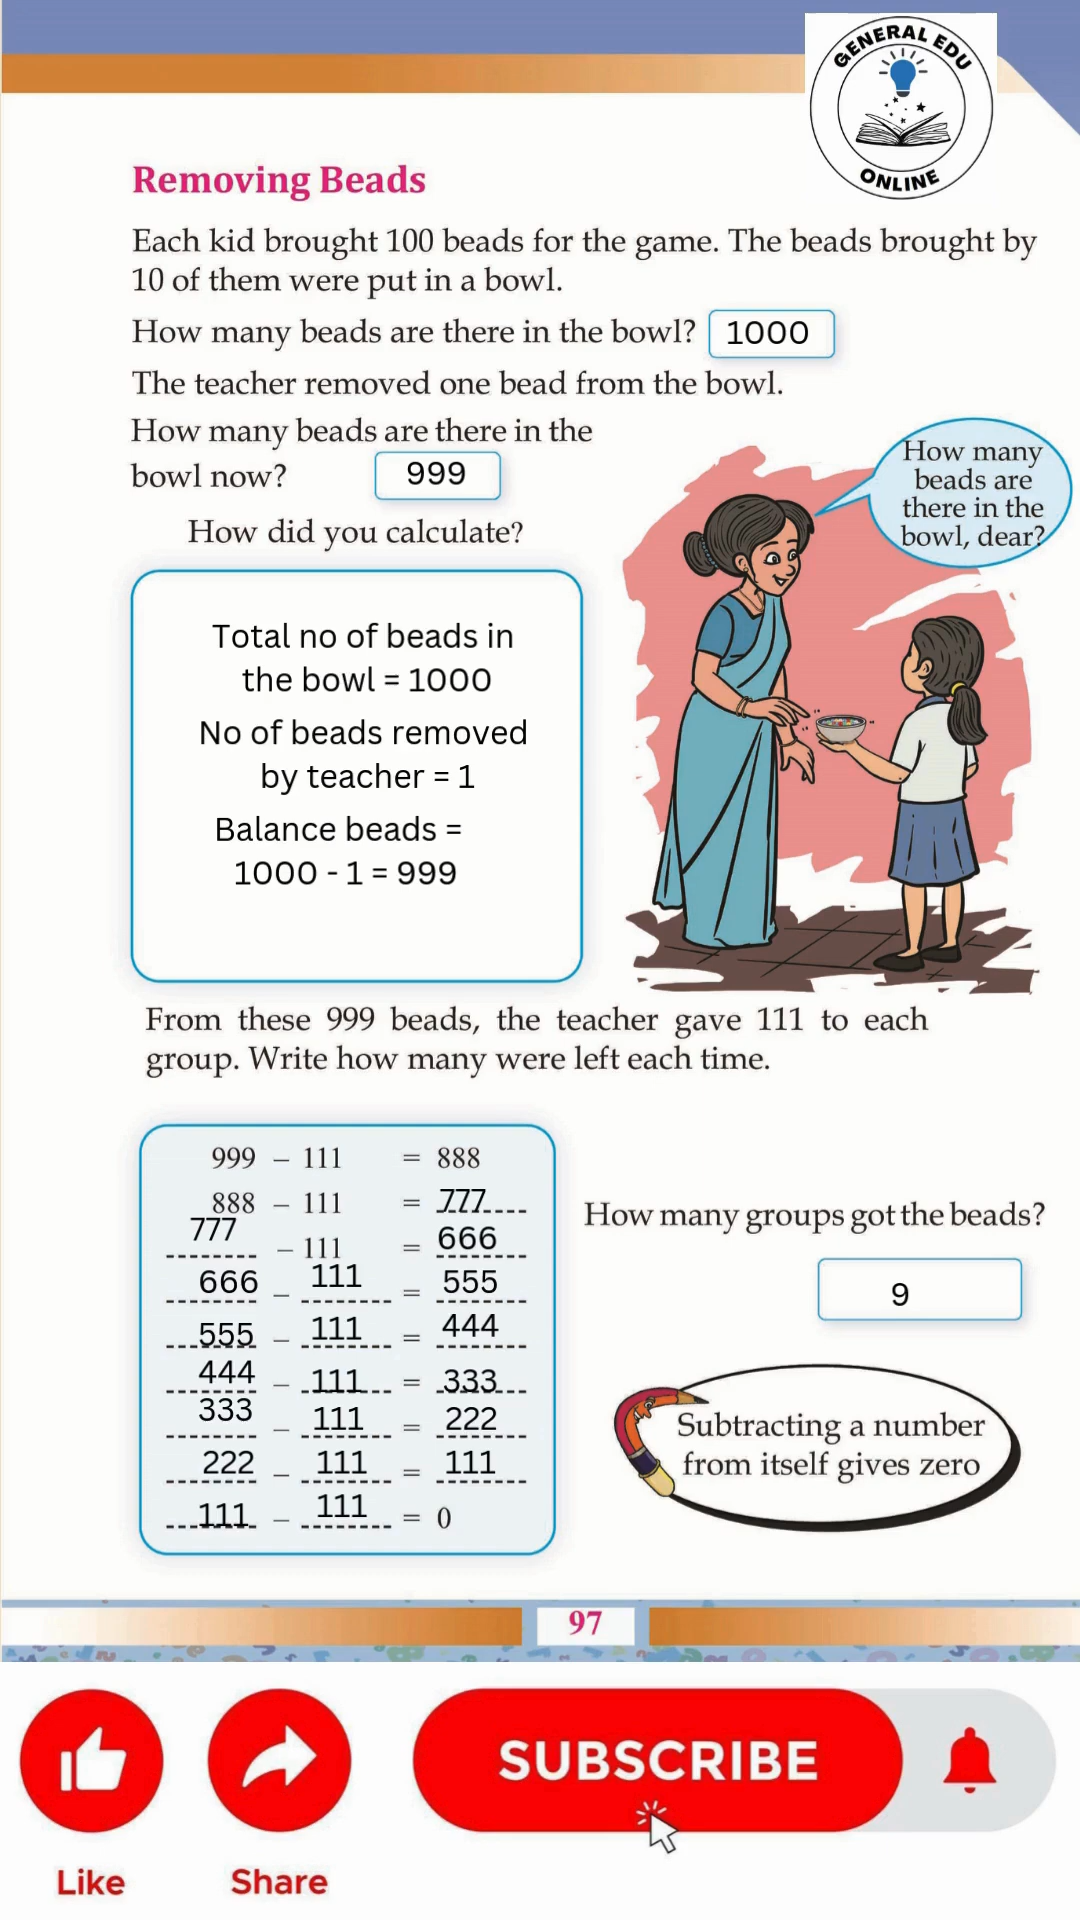 GENERAL EDU
ONLINE
Removing Beads
Each kid brought 100 beads for the game. The beads brought by
10 of them were put in a bowl.
How many beads are there in the bowl? 1000
The teacher removed one bead from the bowl.
How many beads are there in the
bowl now? 999
How many
beads are
there in the
bowl, dear?
How did you calculate?
Total no of beads in
the bowl = 1000
No of beads removed
by teacher = 1
Balance beads =
1000 - 1 = 999
From these 999 beads, the teacher gave 111 to each
group. Write how many were left each time.
999 – 111 = 888
888 – 111 = 777
777 – 111 = 666
666 – 111 = 555
555 – 111 = 444
444 – 111 = 333
333 – 111 = 222
222 – 111 = 111
111 – 111 = 0
How many groups got the beads?
9
Subtracting a number
from itself gives zero
97
SUBSCRIBE
Like
Share